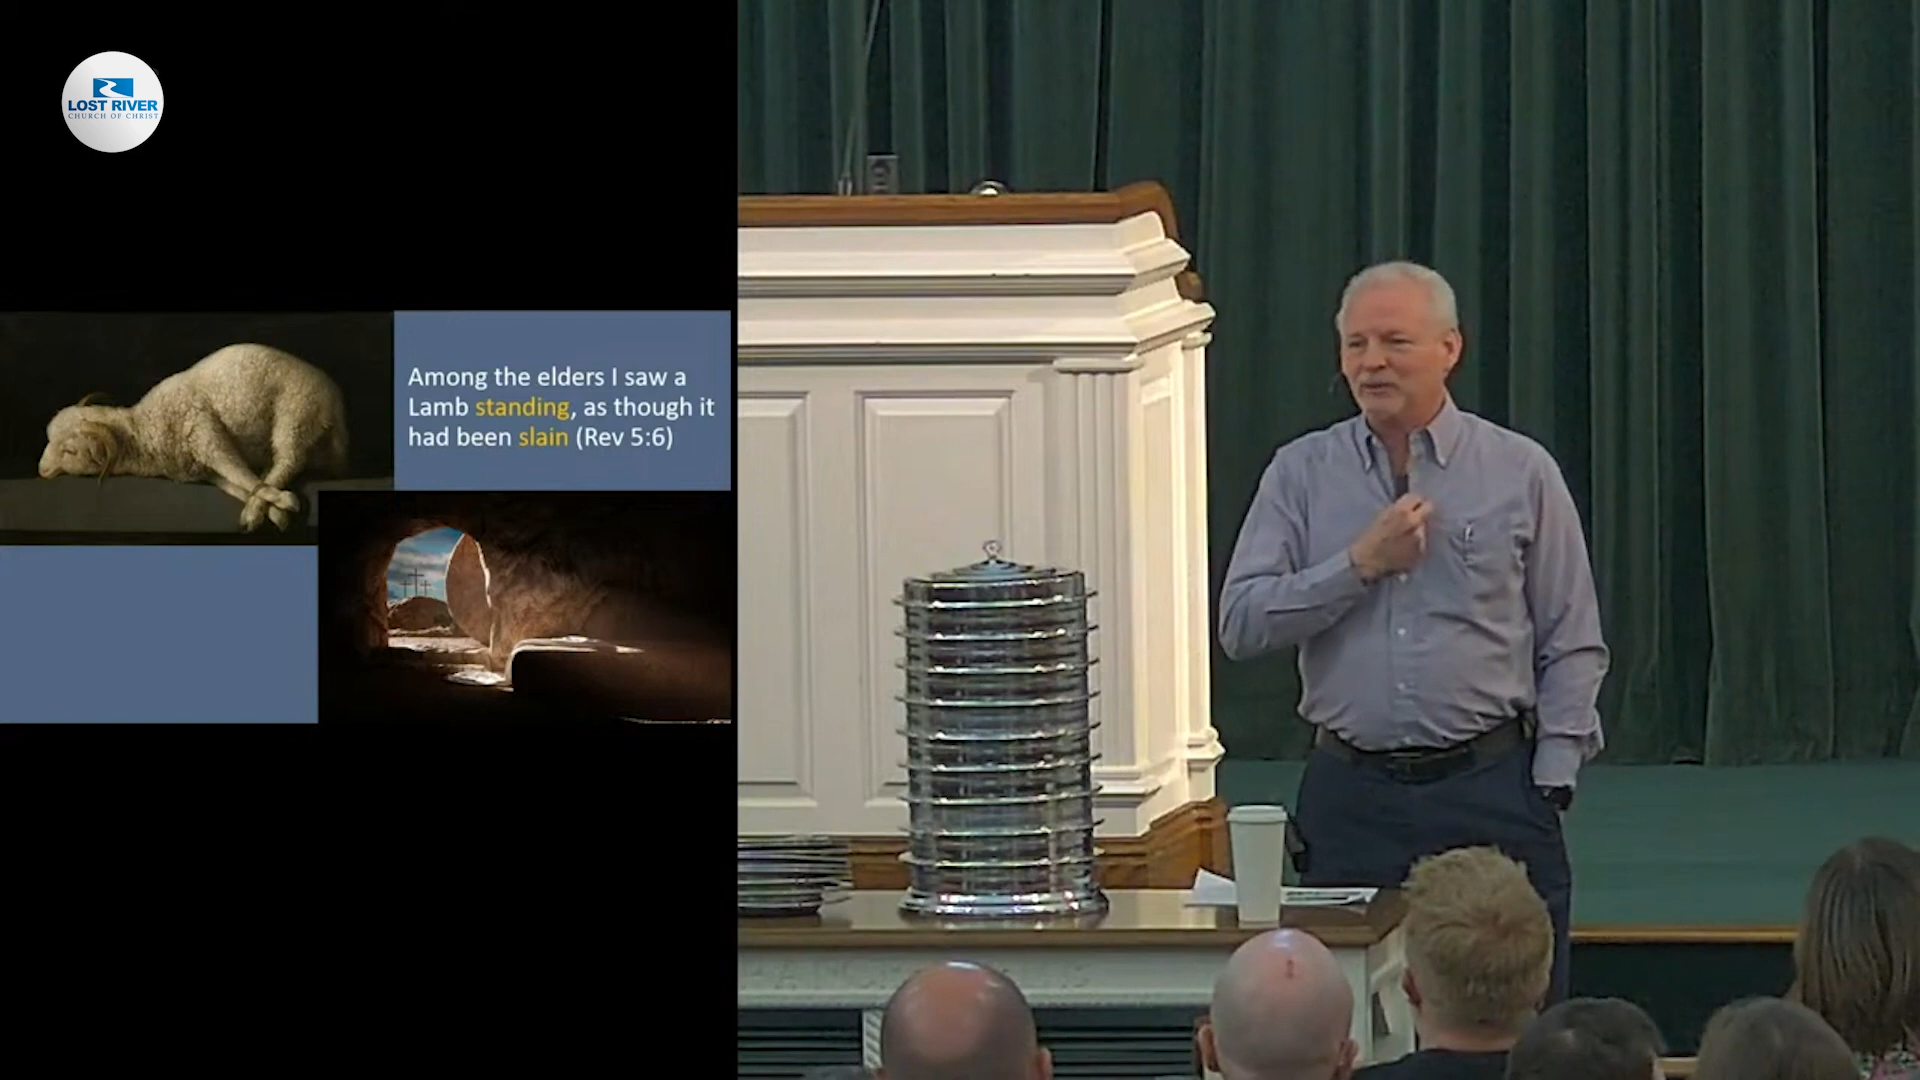 LOST RIVER
CHURCH OF CHRIST
Among the elders I saw a
Lamb standing, as though it
had been slain (Rev 5:6)